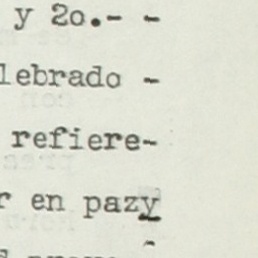 y 2o.- -
lebrado -
refiere-
r en pazy
-